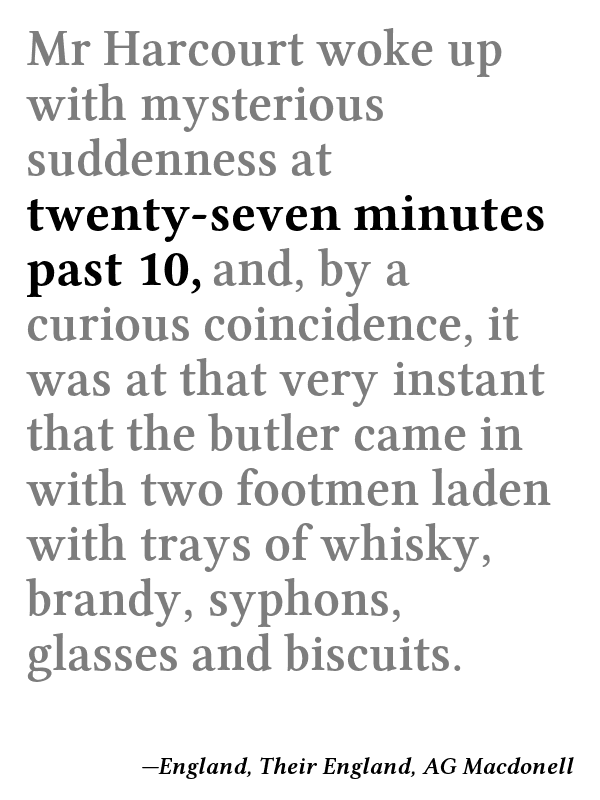 Mr Harcourt woke up
with mysterious
suddenness at
twenty-seven minutes
past 10, and, by a
curious coincidence, it
was at that very instant
that the butler came in
with two footmen laden
with trays of whisky,
brandy, syphons,
glasses and biscuits.
—England, Their England, AG Macdonell